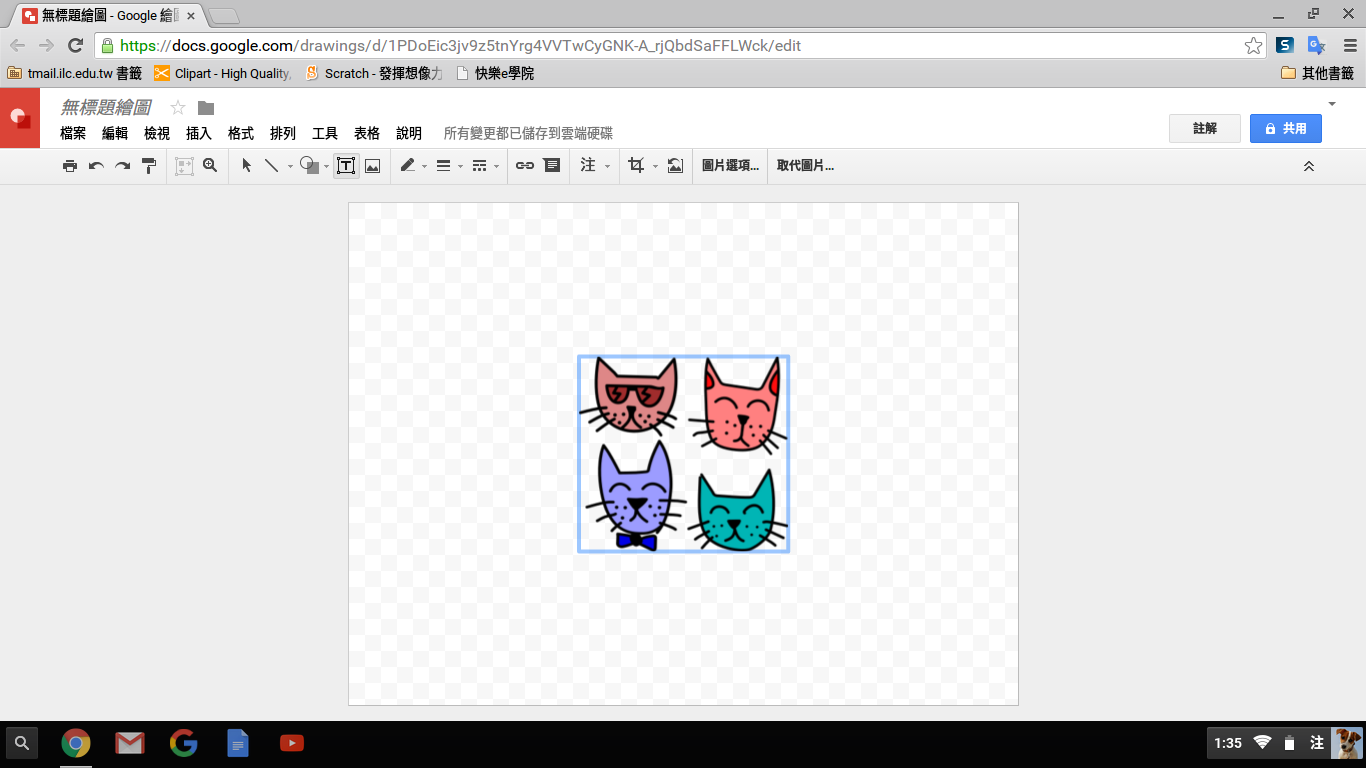 無標題繪圖 - Google 繪圖
https://docs.google.com/drawings/d/1PDoEic3jv9z5tnYrg4VVTwCyGNK-A_rjQbdSaFFLWck/edit
tmail.ilc.edu.tw 書籤 Clipart - High Quality, Scratch - 發揮想像力 快樂e學院 其他書籤
無標題繪圖
檔案 編輯 檢視 插入 格式 排列 工具 表格 說明 所有變更都已儲存到雲端硬碟
註解 共用
注 圖片選項... 取代圖片...
1:35 注